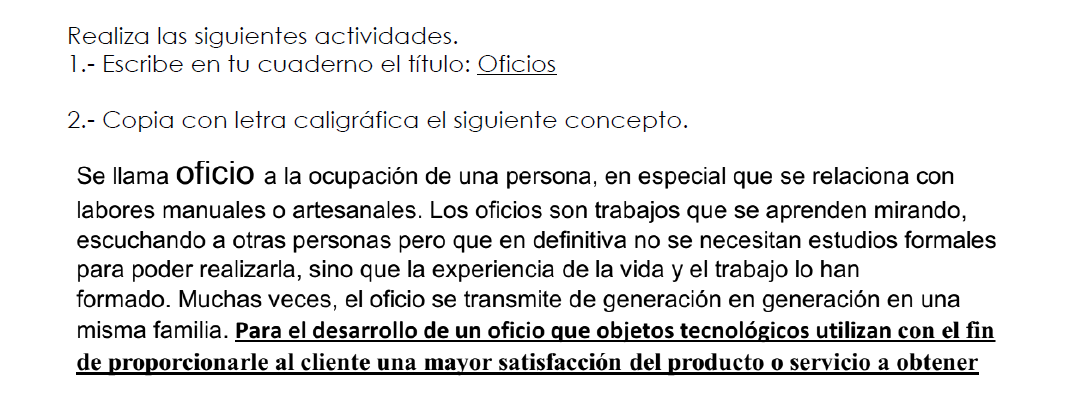 Realiza las siguientes actividades.
1.- Escribe en tu cuaderno el título: Oficios
2.- Copia con letra caligráfica el siguiente concepto.
Se llama oficio a la ocupación de una persona, en especial que se relaciona con
labores manuales o artesanales. Los oficios son trabajos que se aprenden mirando,
escuchando a otras personas pero que en definitiva no se necesitan estudios formales
para poder realizarla, sino que la experiencia de la vida y el trabajo lo han
formado. Muchas veces, el oficio se transmite de generación en generación en una
misma familia. Para el desarrollo de un oficio que objetos tecnológicos utilizan con el fin
de proporcionarle al cliente una mayor satisfacción del producto o servicio a obtener